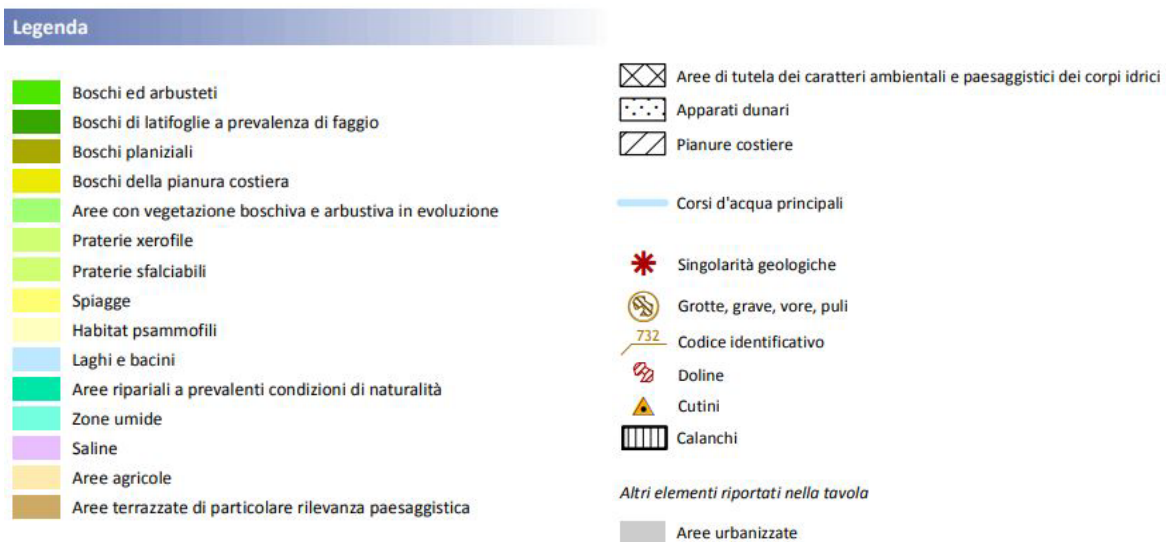 Legenda
Boschi ed arbusteti
Boschi di latifoglie a prevalenza di faggio
Boschi planiziali
Boschi della pianura costiera
Aree con vegetazione boschiva e arbustiva in evoluzione
Praterie xerofile
Praterie sfalciabili
Spiagge
Habitat psammofili
Laghi e bacini
Aree ripariali a prevalenti condizioni di naturalità
Zone umide
Saline
Aree agricole
Aree terrazzate di particolare rilevanza paesaggistica
Aree di tutela dei caratteri ambientali e paesaggistici dei corpi idrici
Apparati dunari
Pianure costiere
Corsi d'acqua principali
Singolarità geologiche
Grotte, grave, vore, puli
732 Codice identificativo
Doline
Cutini
Calanchi
Altri elementi riportati nella tavola
Aree urbanizzate